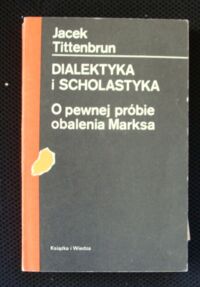 Jacek
Tittenbrun
DIALEKTYKA
i SCHOLASTYKA
O pewnej próbie
obalenia Marksa
Książka i Wiedza